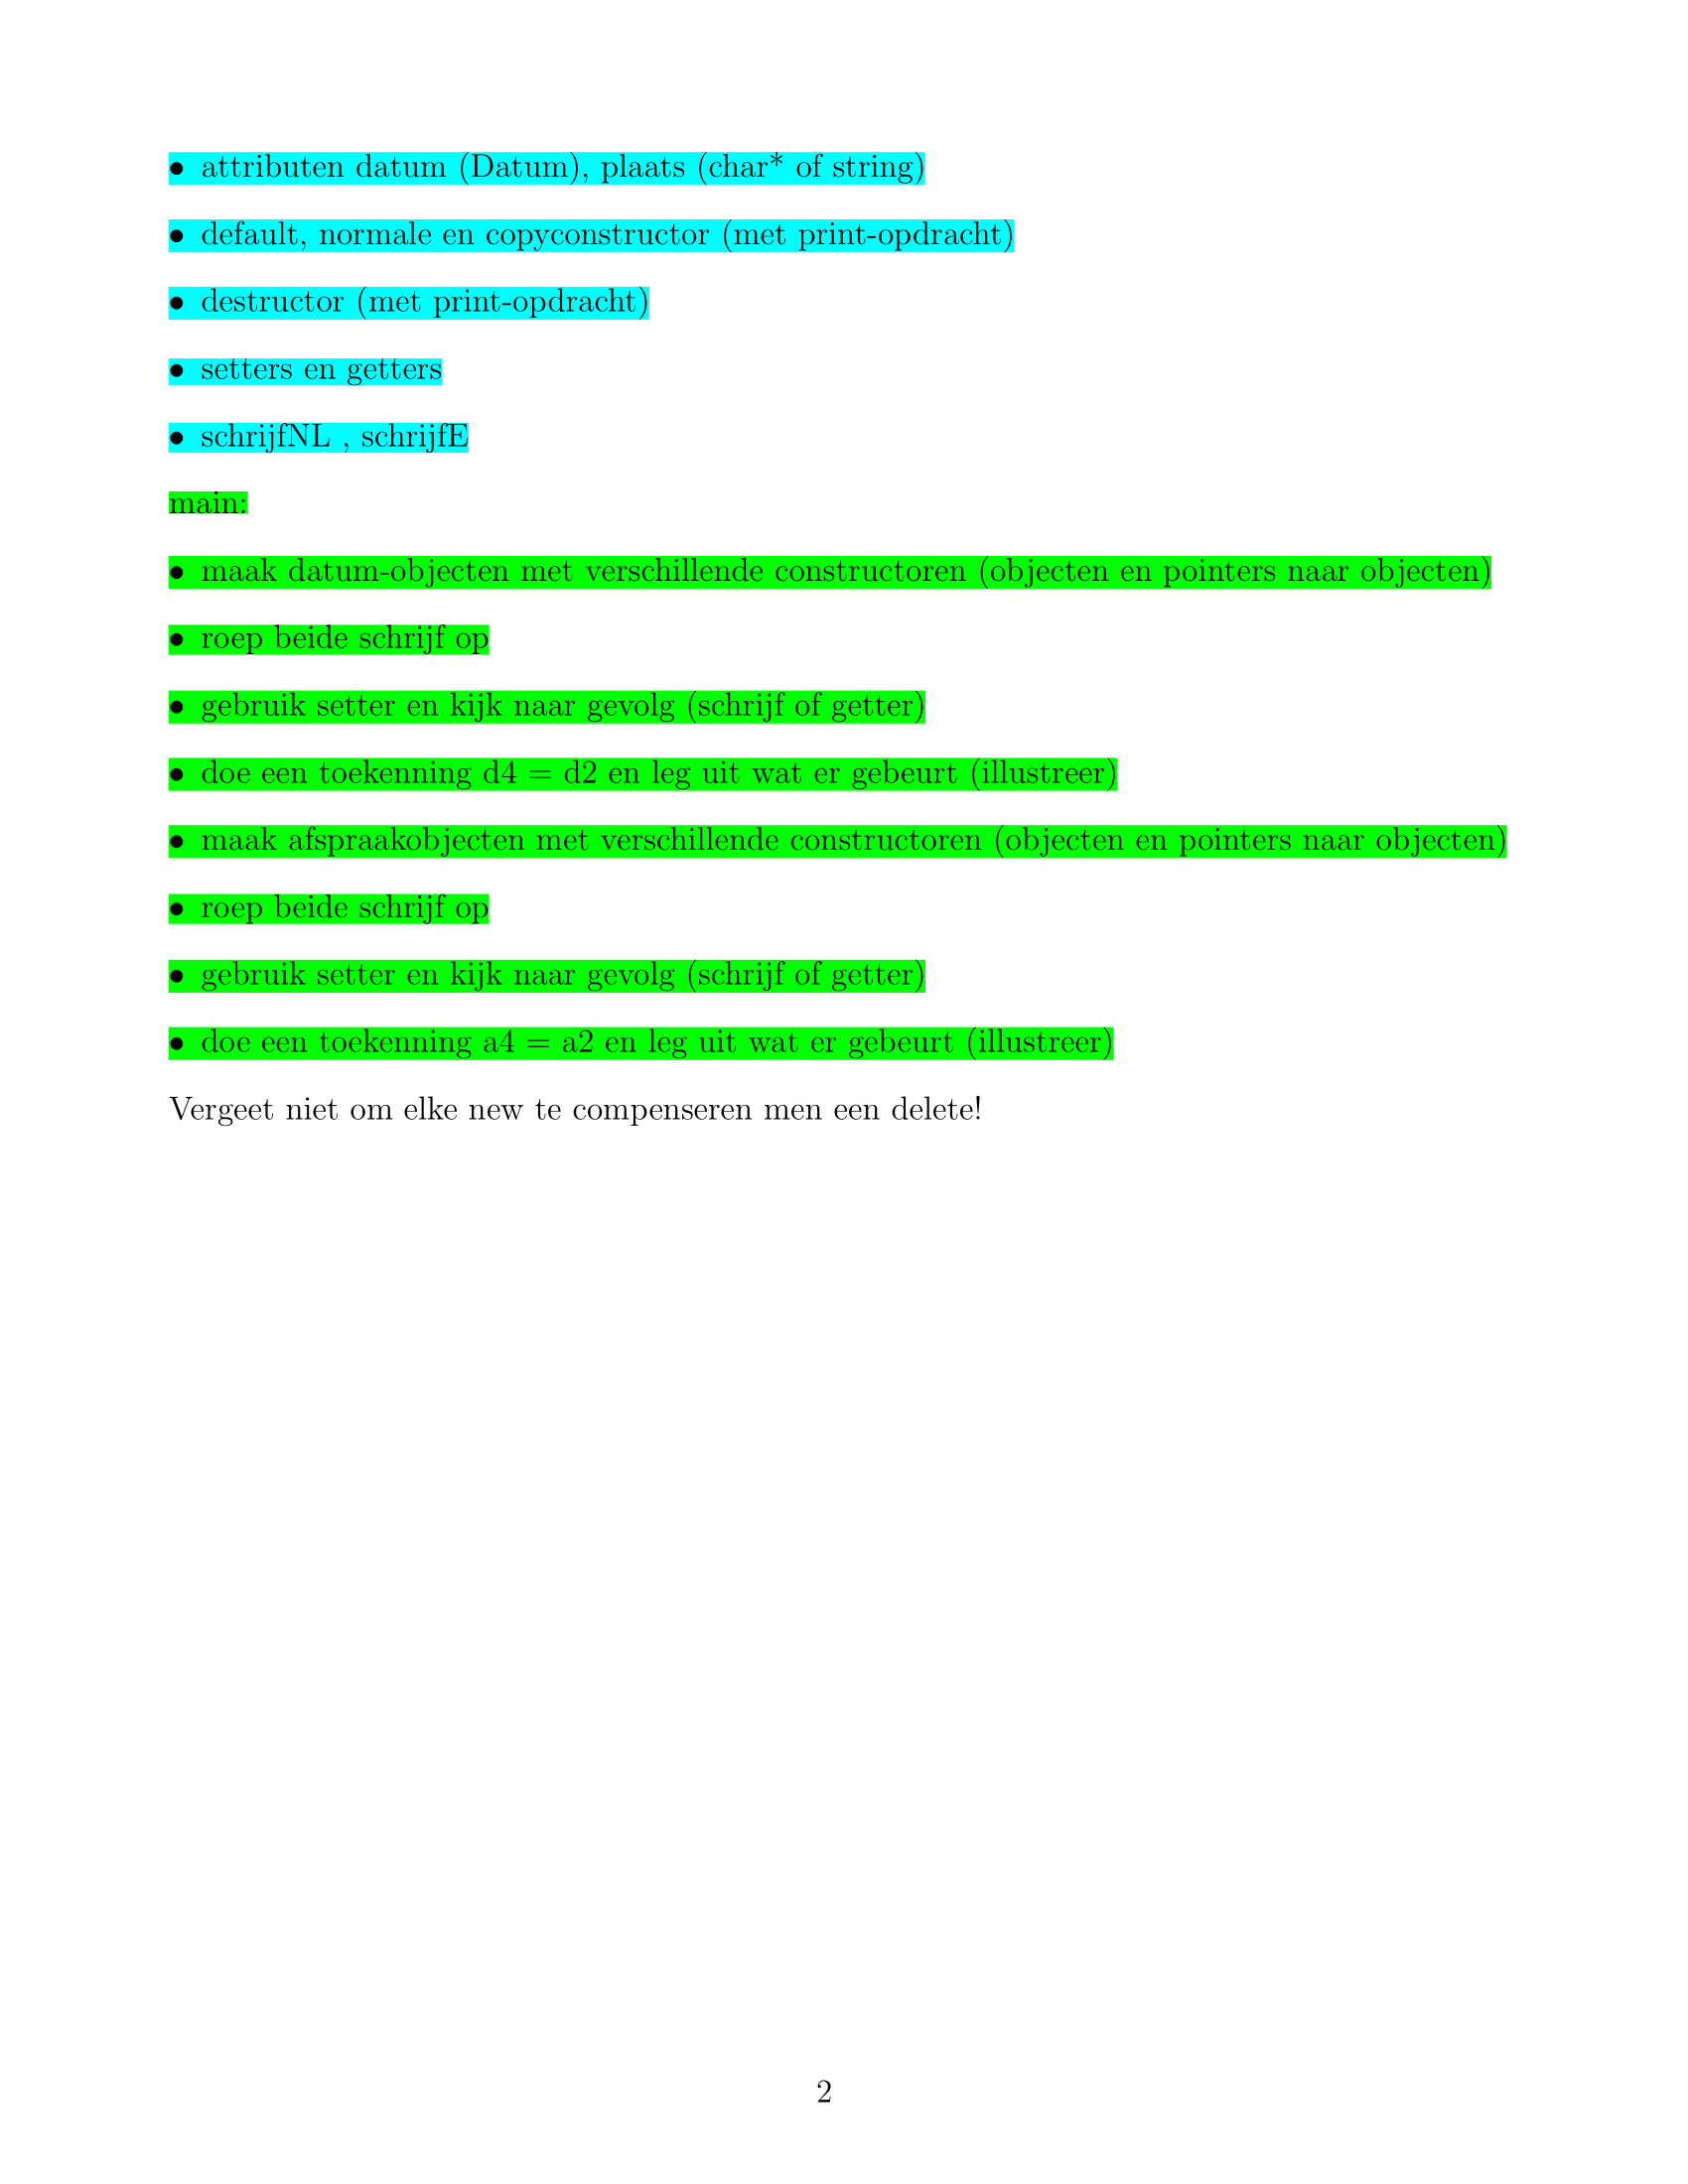 • attributen datum (Datum), plaats (char* of string)
• default, normale en copyconstructor (met print-opdracht)
• destructor (met print-opdracht)
• setters en getters
• schrijfNL , schrijfE
main:
• maak datum-objecten met verschillende constructoren (objecten en pointers naar objecten)
• roep beide schrijf op
• gebruik setter en kijk naar gevolg (schrijf of getter)
• doe een toekenning d4 = d2 en leg uit wat er gebeurt (illustreer)
• maak afspraakobjecten met verschillende constructoren (objecten en pointers naar objecten)
• roep beide schrijf op
• gebruik setter en kijk naar gevolg (schrijf of getter)
• doe een toekenning a4 = a2 en leg uit wat er gebeurt (illustreer)
Vergeet niet om elke new te compenseren men een delete!
2